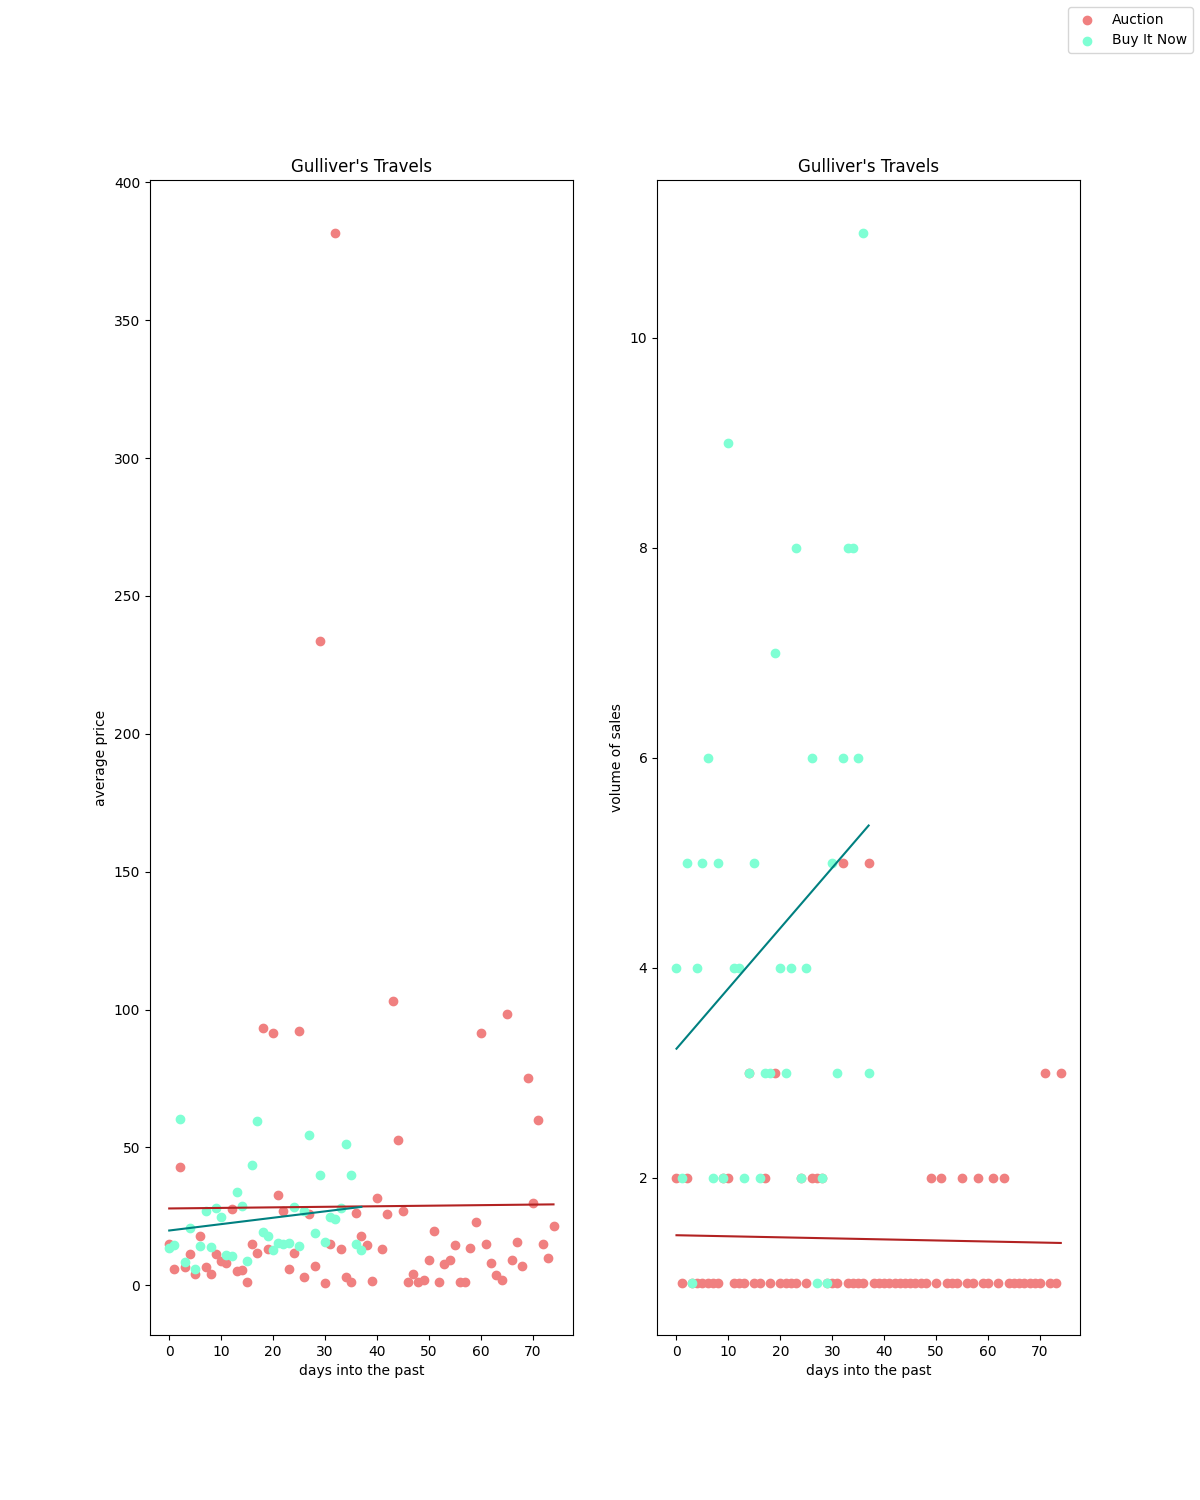 Auction
Buy It Now
Gulliver's Travels
400
350
300
250
200
150
100
50
0
average price
0 10 20 30 40 50 60 70
days into the past
Gulliver's Travels
10
8
6
4
2
volume of sales
0 10 20 30 40 50 60 70
days into the past